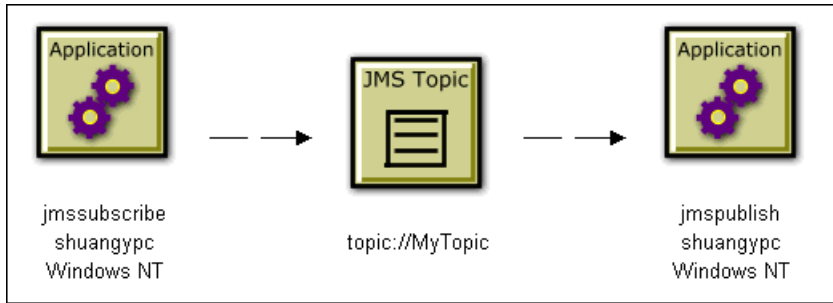 Application
JMS Topic
Application
jmssubscribe
shuangypc
Windows NT
topic://MyTopic
jmspublish
shuangypc
Windows NT